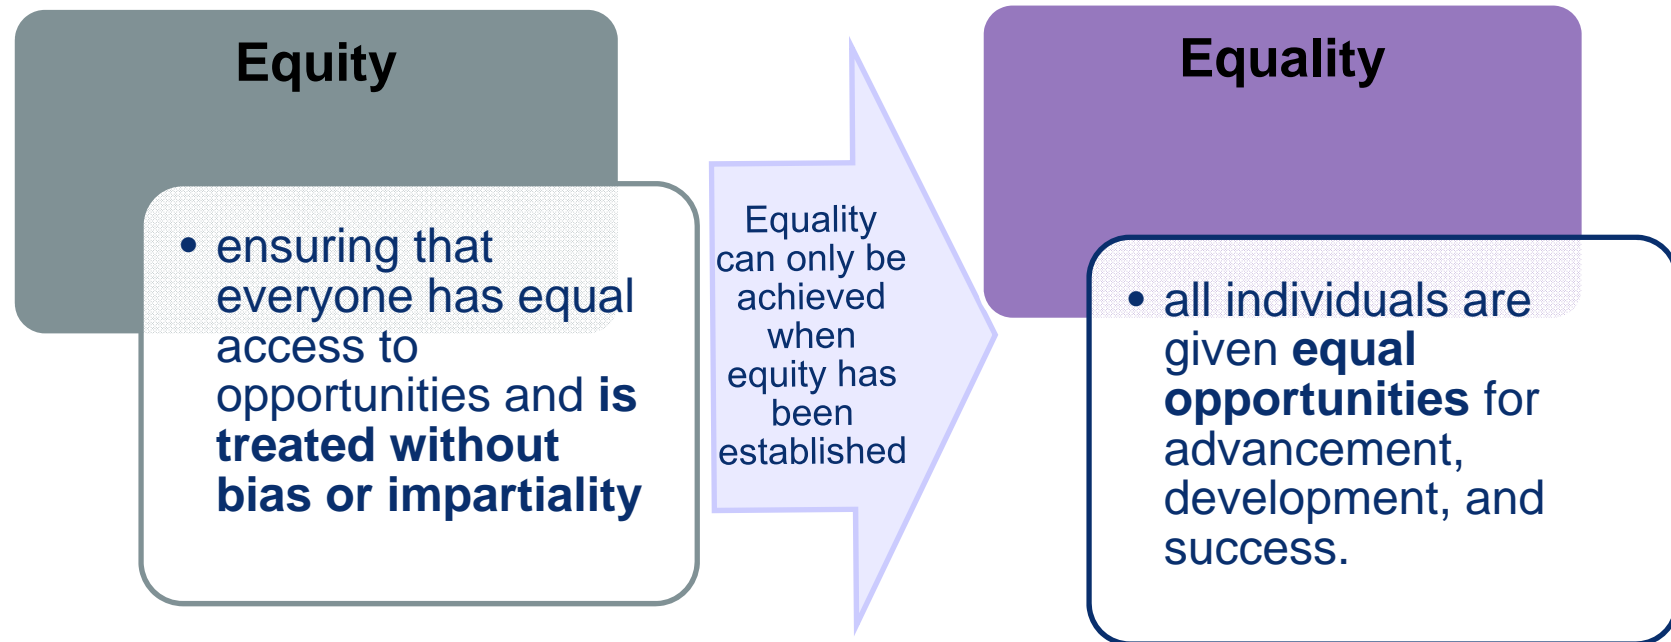 Equity
• ensuring that
everyone has equal
access to
opportunities and is
treated without
bias or impartiality
Equality
can only be
achieved
when
equity has
been
established
Equality
• all individuals are
given equal
opportunities for
advancement,
development, and
success.